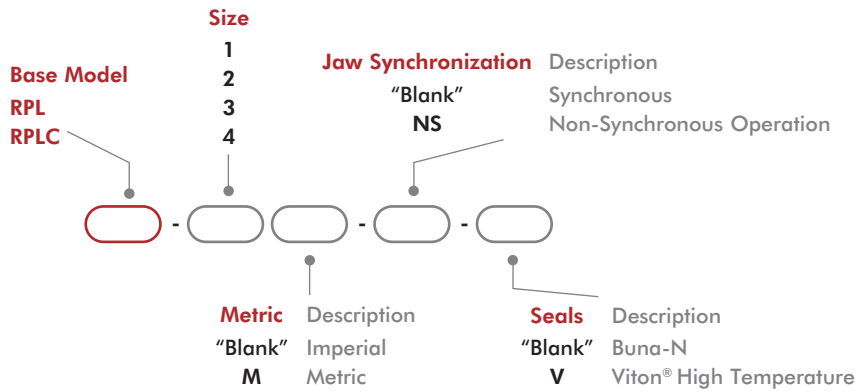 Size
1
2
3
4
Base Model
RPL
RPLC
Jaw Synchronization Description
"Blank" Synchronous
NS Non-Synchronous Operation
- - -
Metric Description
"Blank" Imperial
M Metric
Seals Description
"Blank" Buna-N
V Viton® High Temperature